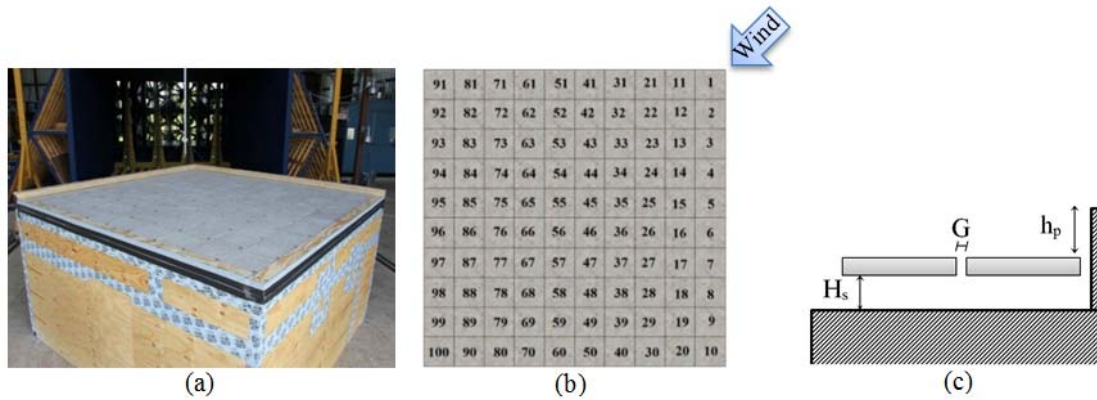 Wind
91 81 71 61 51 41 31 21 11 1
92 82 72 62 52 42 32 22 12 2
93 83 73 63 53 43 33 23 13 3
94 84 74 64 54 44 34 24 14 4
95 85 75 65 55 45 35 25 15 5
96 86 76 66 56 46 36 26 16 6
97 87 77 67 57 47 37 27 17 7
98 88 78 68 58 48 38 28 18 8
99 89 79 69 59 49 39 29 19 9
100 90 80 70 60 50 40 30 20 10
G
hp
Hs
(a)
(b)
(c)